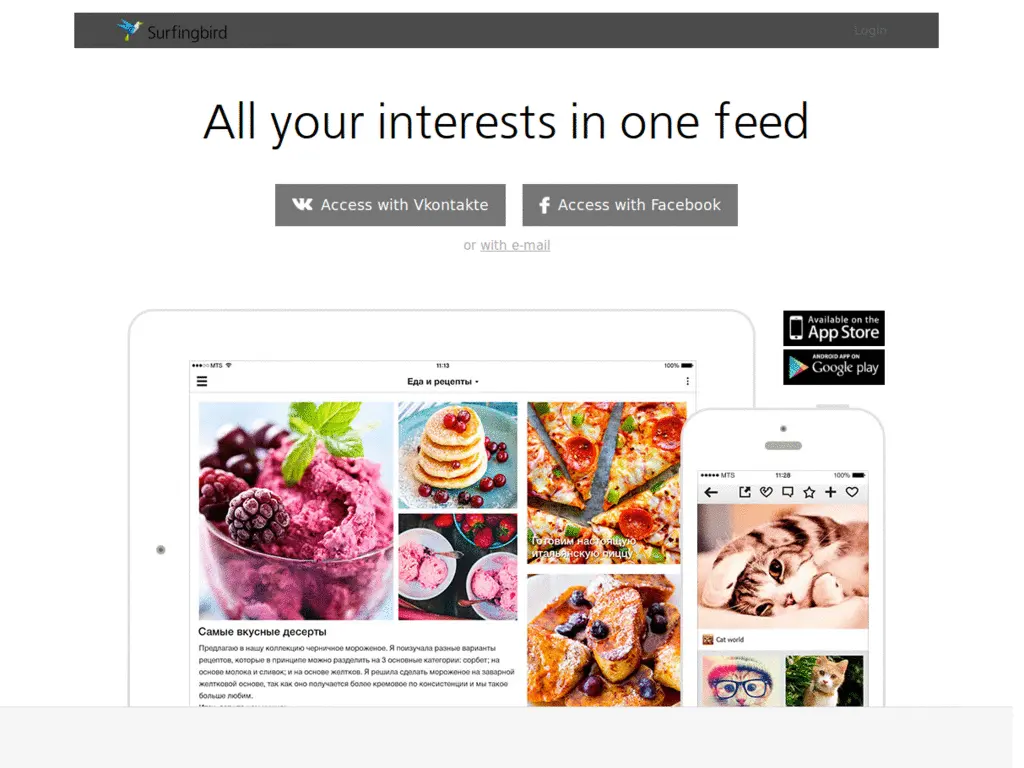 Surfingbird
Login
All your interests in one feed
Access with Vkontakte
Access with Facebook
or with e-mail
Available on the
App Store
ANDROID APP ON
Google play
MTS
11:13
100%
Еда и рецепты
Готовим настоящую
итальянскую пиццу
Самые вкусные десерты
Предлагаю в нашу коллекцию черничное мороженое. Я поизучала разные варианты
рецептов, которые в принципе можно разделить на 3 основные категории: сорбет; на
основе молока и сливок; и на основе желтков. Я решила сделать мороженое на заварной
желтковой основе, так как оно получается более кремовое по консистенции и мы такое
больше любим.
MTS
11:28
100%
Cat world